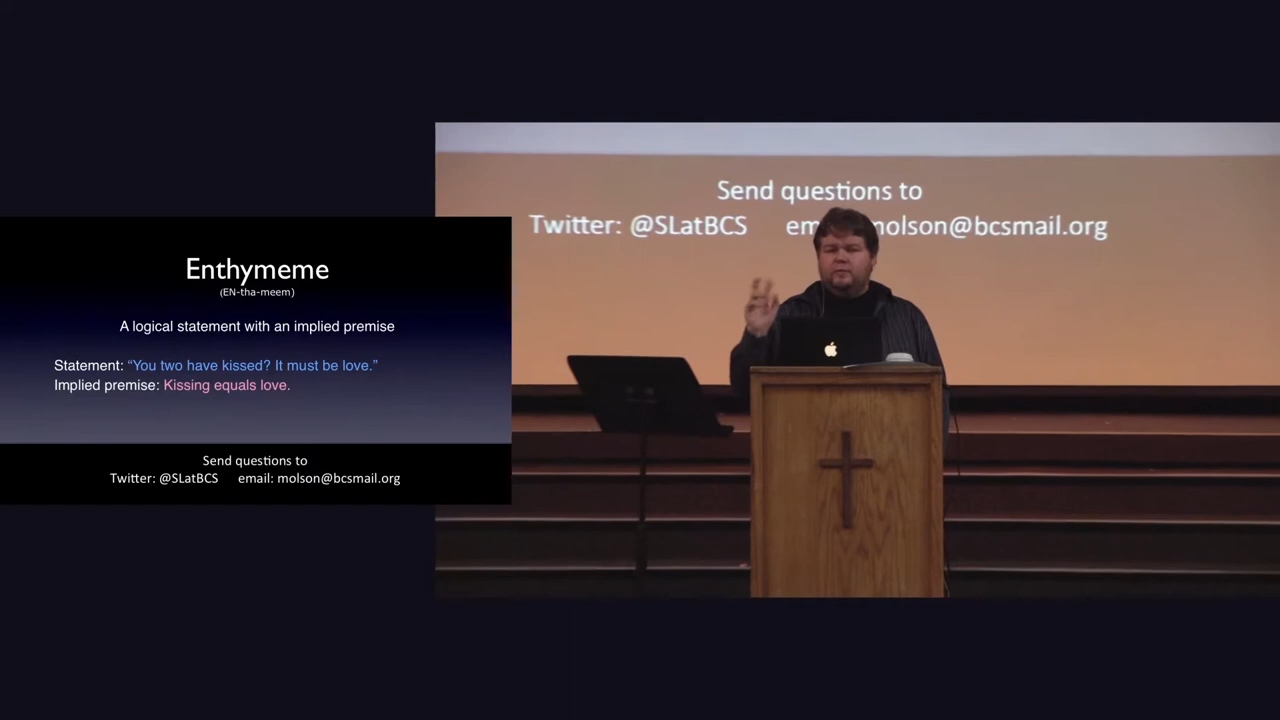 Enthymeme
(EN-tha-meem)
A logical statement with an implied premise
Statement: “You two have kissed? It must be love.”
Implied premise: Kissing equals love.
Send questions to
Twitter: @SLatBCS email: molson@bcsmail.org
Send questions to
Twitter: @SLatBCS em molson@bcsmail.org